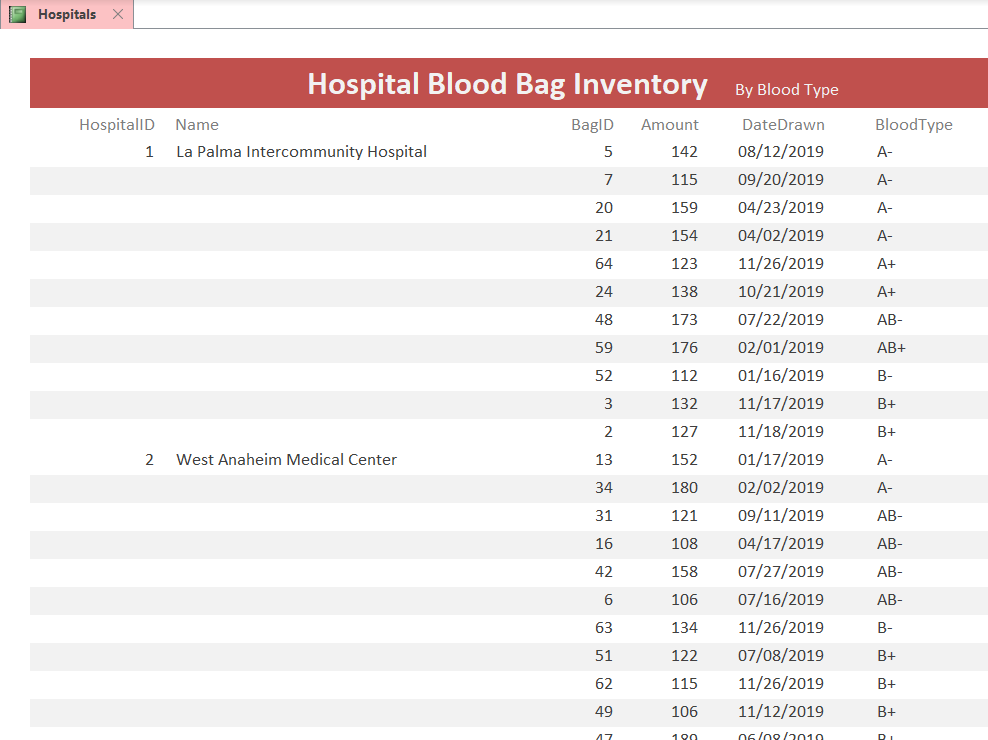 Hospitals
Hospital Blood Bag Inventory By Blood Type
HospitalID Name BagID Amount DateDrawn BloodType
1 La Palma Intercommunity Hospital 5 142 08/12/2019 A-
7 115 09/20/2019 A-
20 159 04/23/2019 A-
21 154 04/02/2019 A-
64 123 11/26/2019 A+
24 138 10/21/2019 A+
48 173 07/22/2019 AB-
59 176 02/01/2019 AB+
52 112 01/16/2019 B-
3 132 11/17/2019 B+
2 127 11/18/2019 B+
2 West Anaheim Medical Center 13 152 01/17/2019 A-
34 180 02/02/2019 A-
31 121 09/11/2019 AB-
16 108 04/17/2019 AB-
42 158 07/27/2019 AB-
6 106 07/16/2019 AB-
63 134 11/26/2019 B-
51 122 07/08/2019 B+
62 115 11/26/2019 B+
49 106 11/12/2019 B+
47 189 06/08/2019 B+